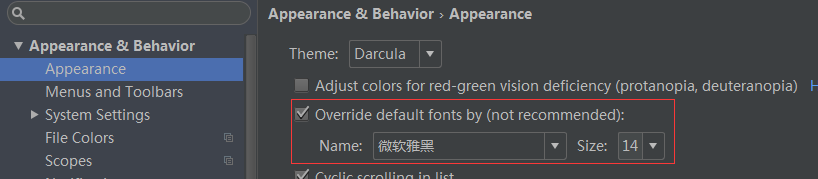 Appearance & Behavior › Appearance
Appearance & Behavior
Appearance
Menus and Toolbars
System Settings
File Colors
Scopes
Theme: Darcula
Adjust colors for red-green vision deficiency (protanopia, deuteranopia)
Override default fonts by (not recommended):
Name: 微软雅黑 Size: 14
Cyclic scrolling in list